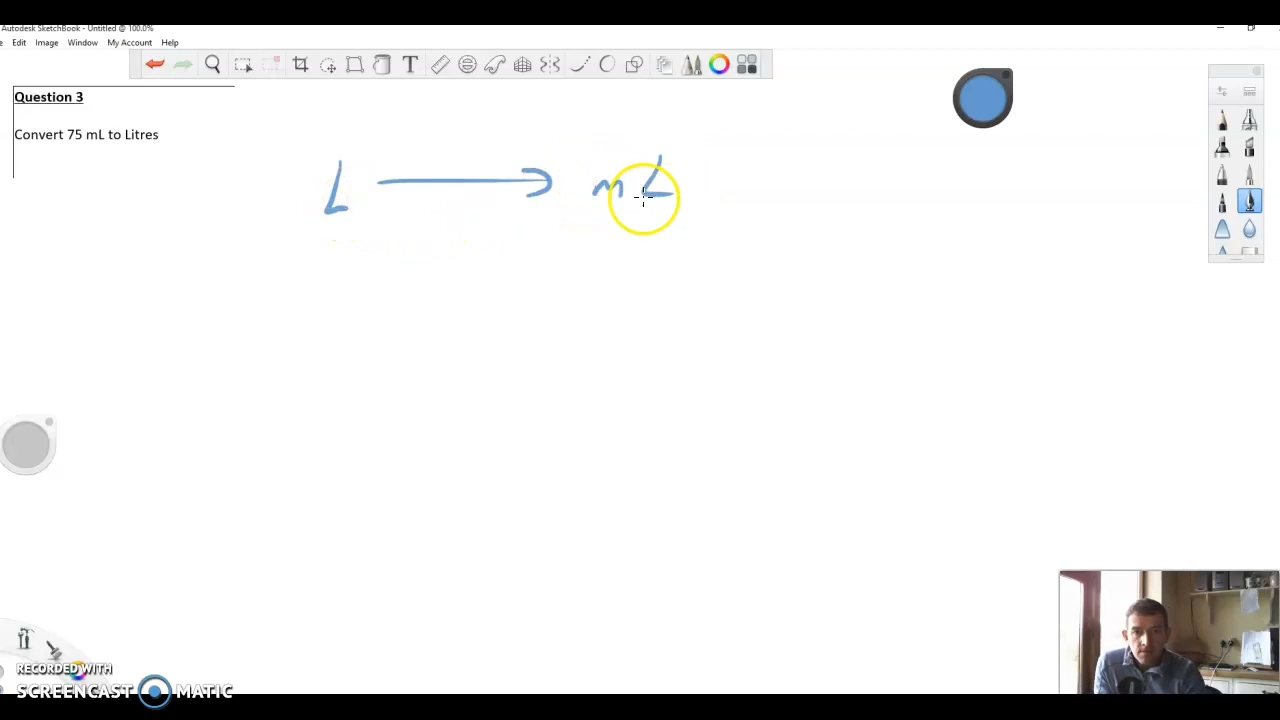 Autodesk SketchBook - Untitled @ 100.0%
Edit Image Window My Account Help
T
Question 3
Convert 75 mL to Litres
L → mL
RECORDED WITH
SCREENCAST MATIC